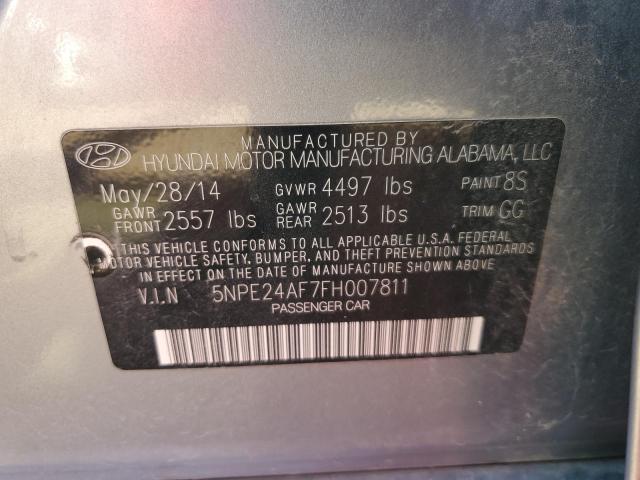 MANUFACTURED BY
HYUNDAI MOTOR MANUFACTURING ALABAMA, LLC
May/28/14 GVWR 4497 lbs PAINT 8S
GAWR FRONT 2557 lbs GAWR REAR 2513 lbs TRIM GG
THIS VEHICLE CONFORMS TO ALL APPLICABLE U.S.A. FEDERAL
MOTOR VEHICLE SAFETY, BUMPER, AND THEFT PREVENTION STANDARDS
IN EFFECT ON THE DATE OF MANUFACTURE SHOWN ABOVE.
V.I.N 5NPE24AF7FH007811
PASSENGER CAR